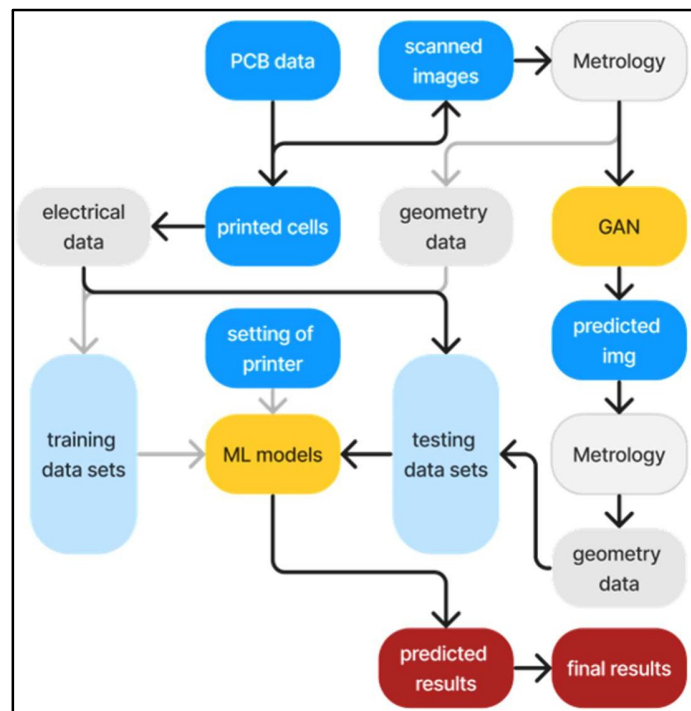 PCB data
scanned
images
Metrology
electrical
data
printed cells
geometry
data
GAN
setting of
printer
predicted
img
training
data sets
ML models
testing
data sets
Metrology
geometry
data
predicted
results
final results